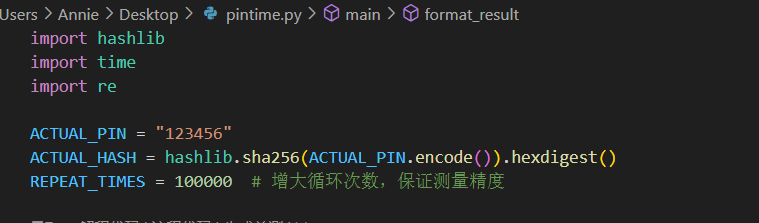 Users > Annie > Desktop > pintime.py > main > format_result
import hashlib
import time
import re
ACTUAL_PIN = "123456"
ACTUAL_HASH = hashlib.sha256(ACTUAL_PIN.encode()).hexdigest()
REPEAT_TIMES = 100000 # 增大循环次数，保证测量精度